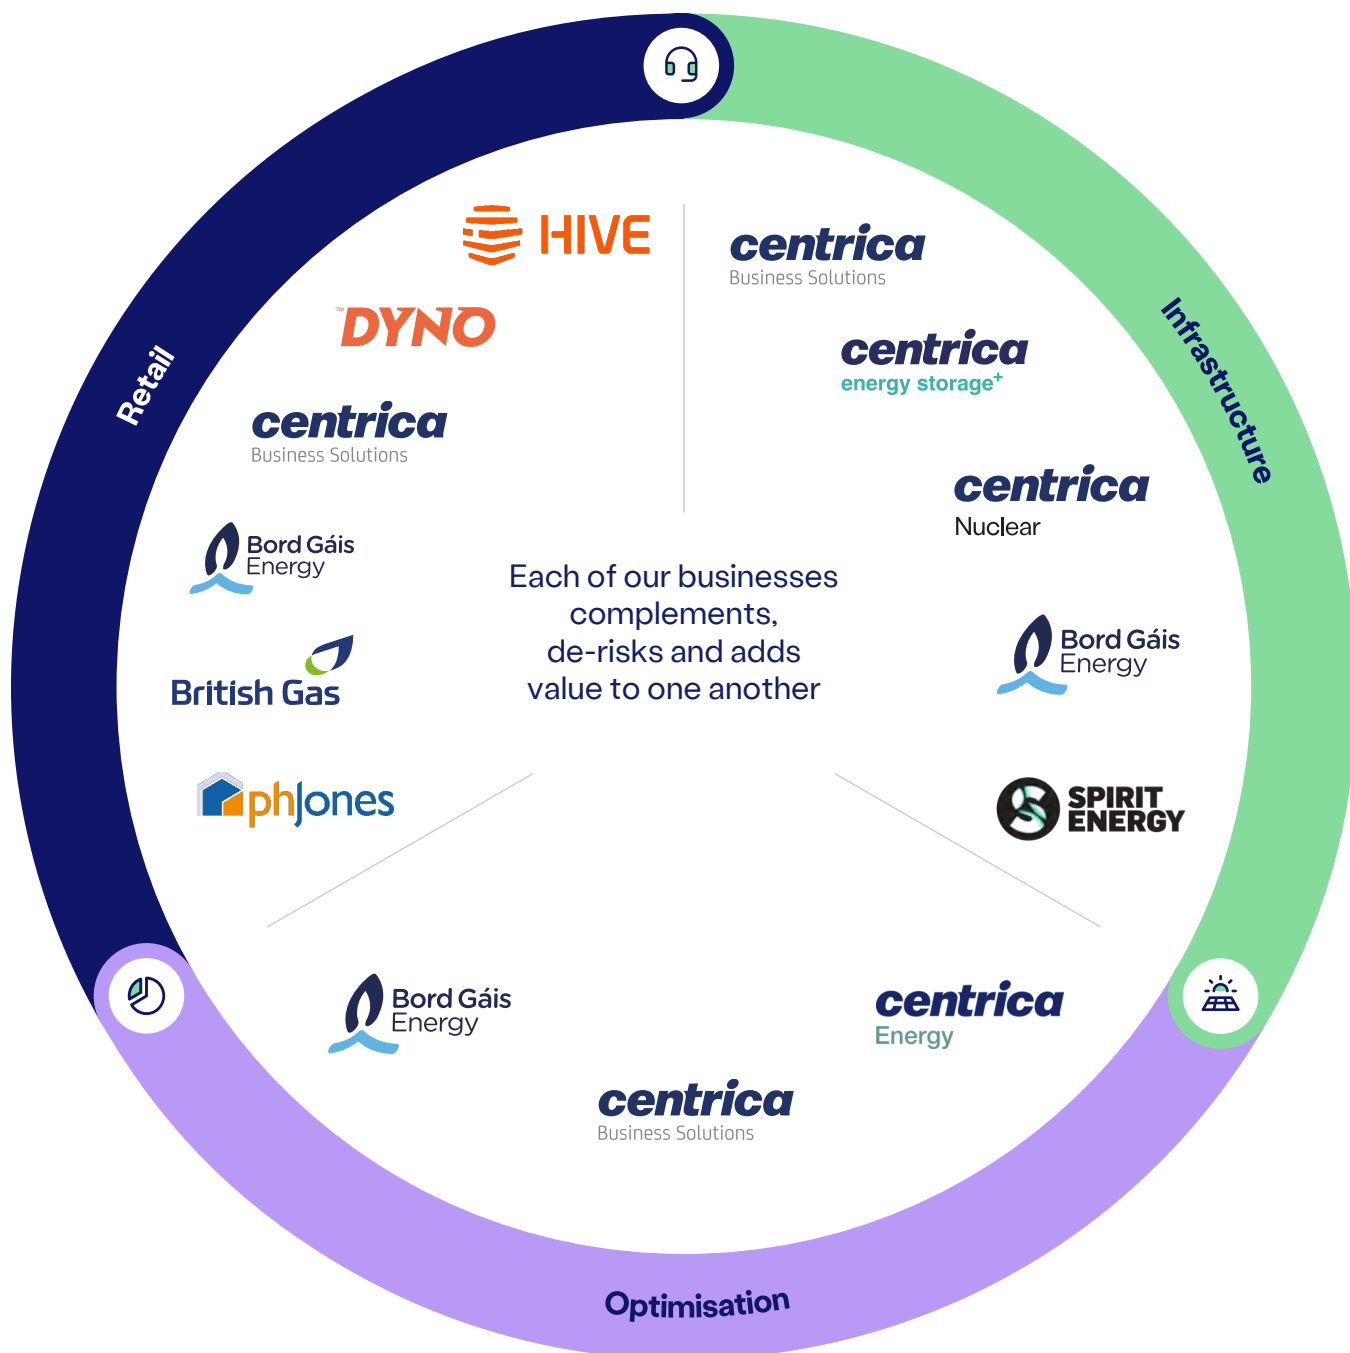 Retail
HIVE
™DYNO
centrica
Business Solutions
Bord Gáis
Energy
British Gas
phJones
Infrastructure
centrica
Business Solutions
centrica
energy storage+
centrica
Nuclear
Bord Gáis
Energy
SPIRIT
ENERGY
Each of our businesses
complements,
de-risks and adds
value to one another
Bord Gáis
Energy
centrica
Business Solutions
centrica
Energy
Optimisation